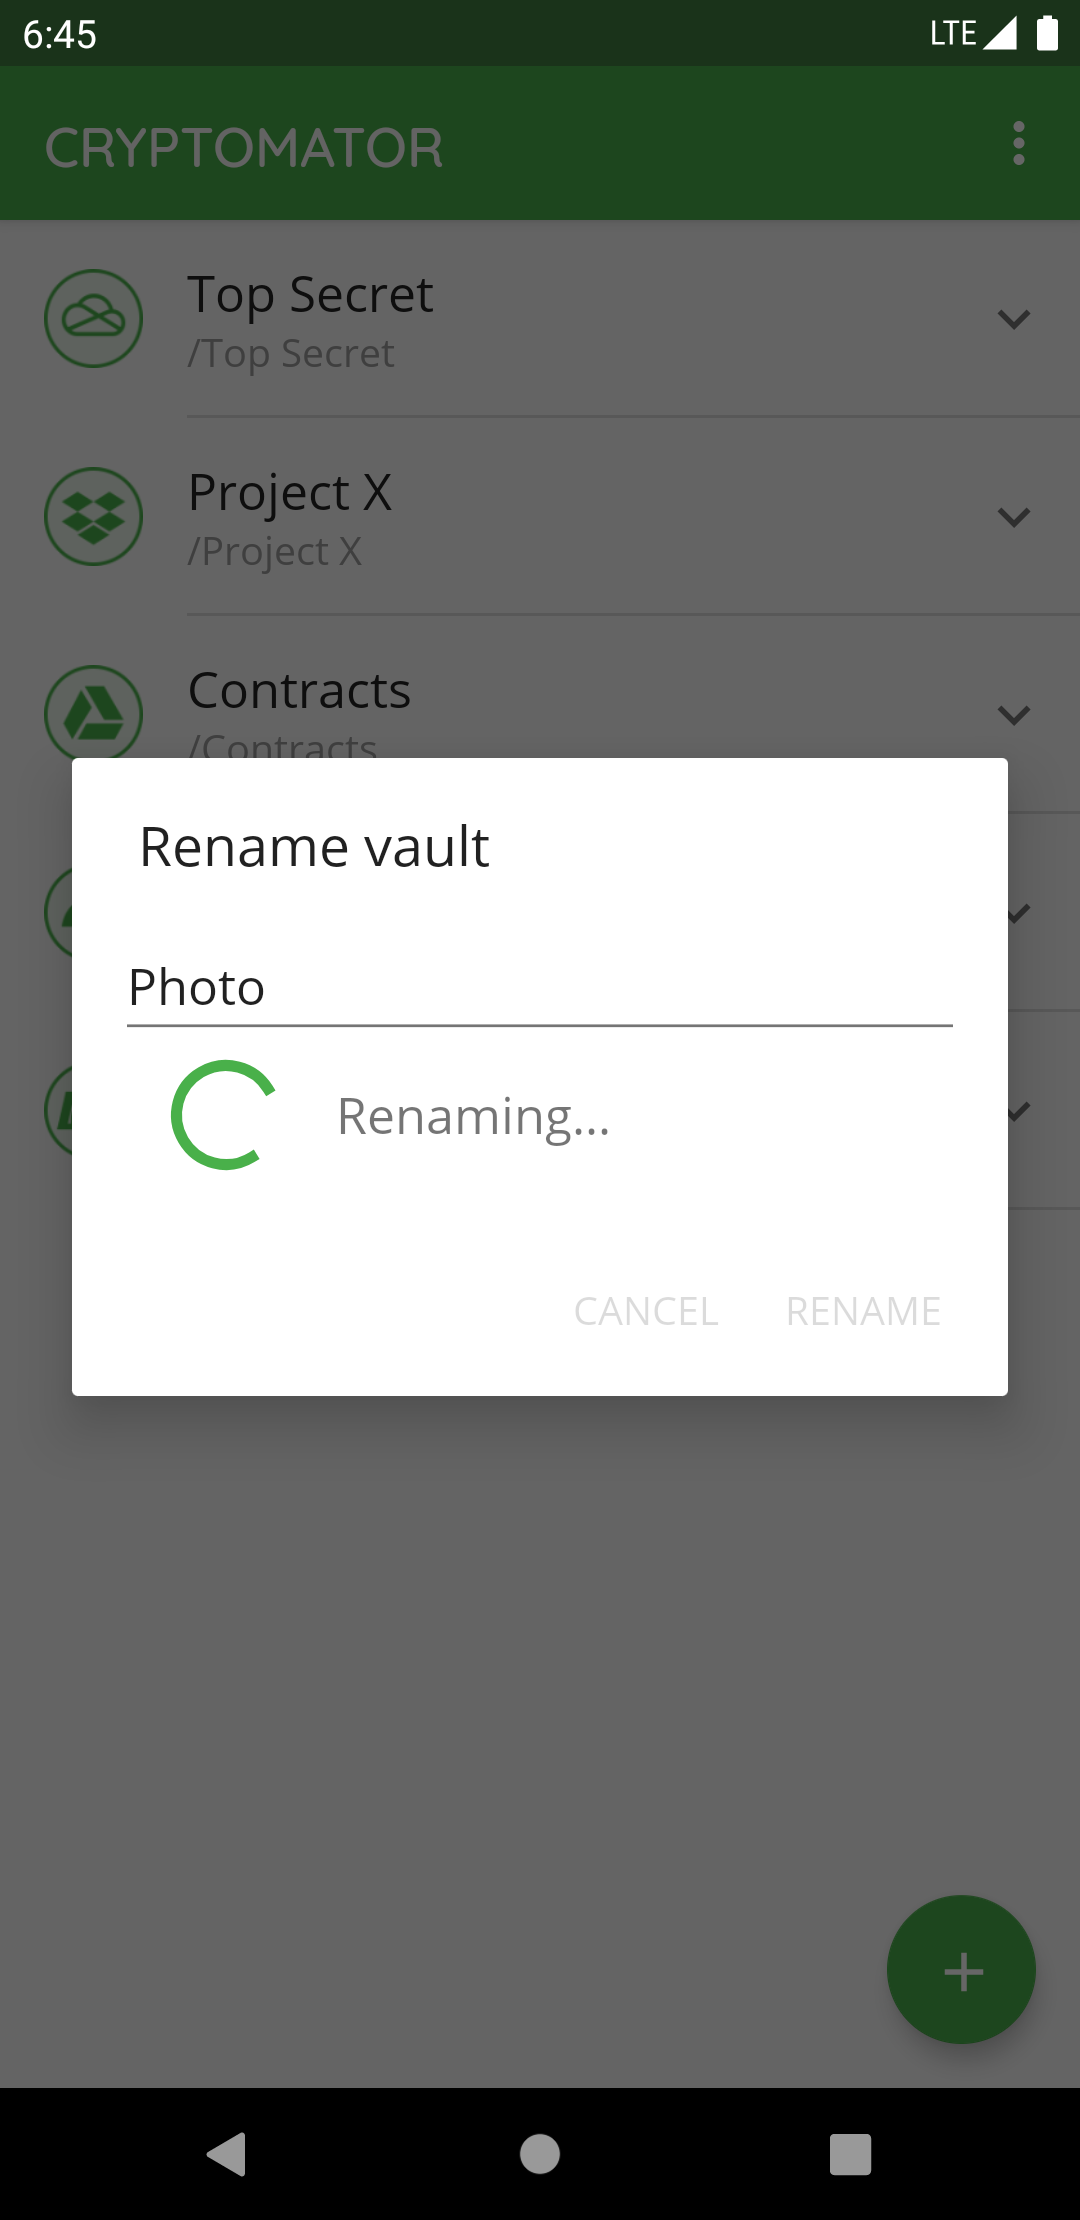 6:45 LTE
CRYPTOMATOR
Top Secret
/Top Secret
Project X
/Project X
Contracts
/Contracts
Rename vault
Photo
Renaming...
CANCEL RENAME